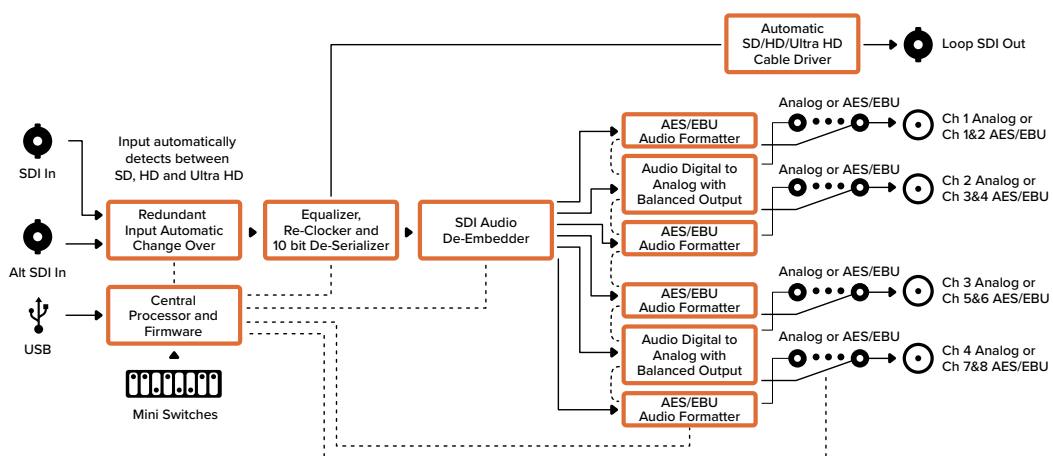 Automatic
SD/HD/Ultra HD
Cable Driver
Loop SDI Out
SDI In
Input automatically
detects between
SD, HD and Ultra HD
Alt SDI In
Redundant
Input Automatic
Change Over
Equalizer,
Re-Clocker and
10 bit De-Serializer
SDI Audio
De-Embedder
USB
Central
Processor and
Firmware
Mini Switches
AES/EBU
Audio Formatter
Audio Digital to
Analog with
Balanced Output
AES/EBU
Audio Formatter
AES/EBU
Audio Formatter
Audio Digital to
Analog with
Balanced Output
AES/EBU
Audio Formatter
Analog or AES/EBU
Ch 1 Analog or
Ch 1&2 AES/EBU
Analog or AES/EBU
Ch 2 Analog or
Ch 3&4 AES/EBU
Analog or AES/EBU
Ch 3 Analog or
Ch 5&6 AES/EBU
Analog or AES/EBU
Ch 4 Analog or
Ch 7&8 AES/EBU